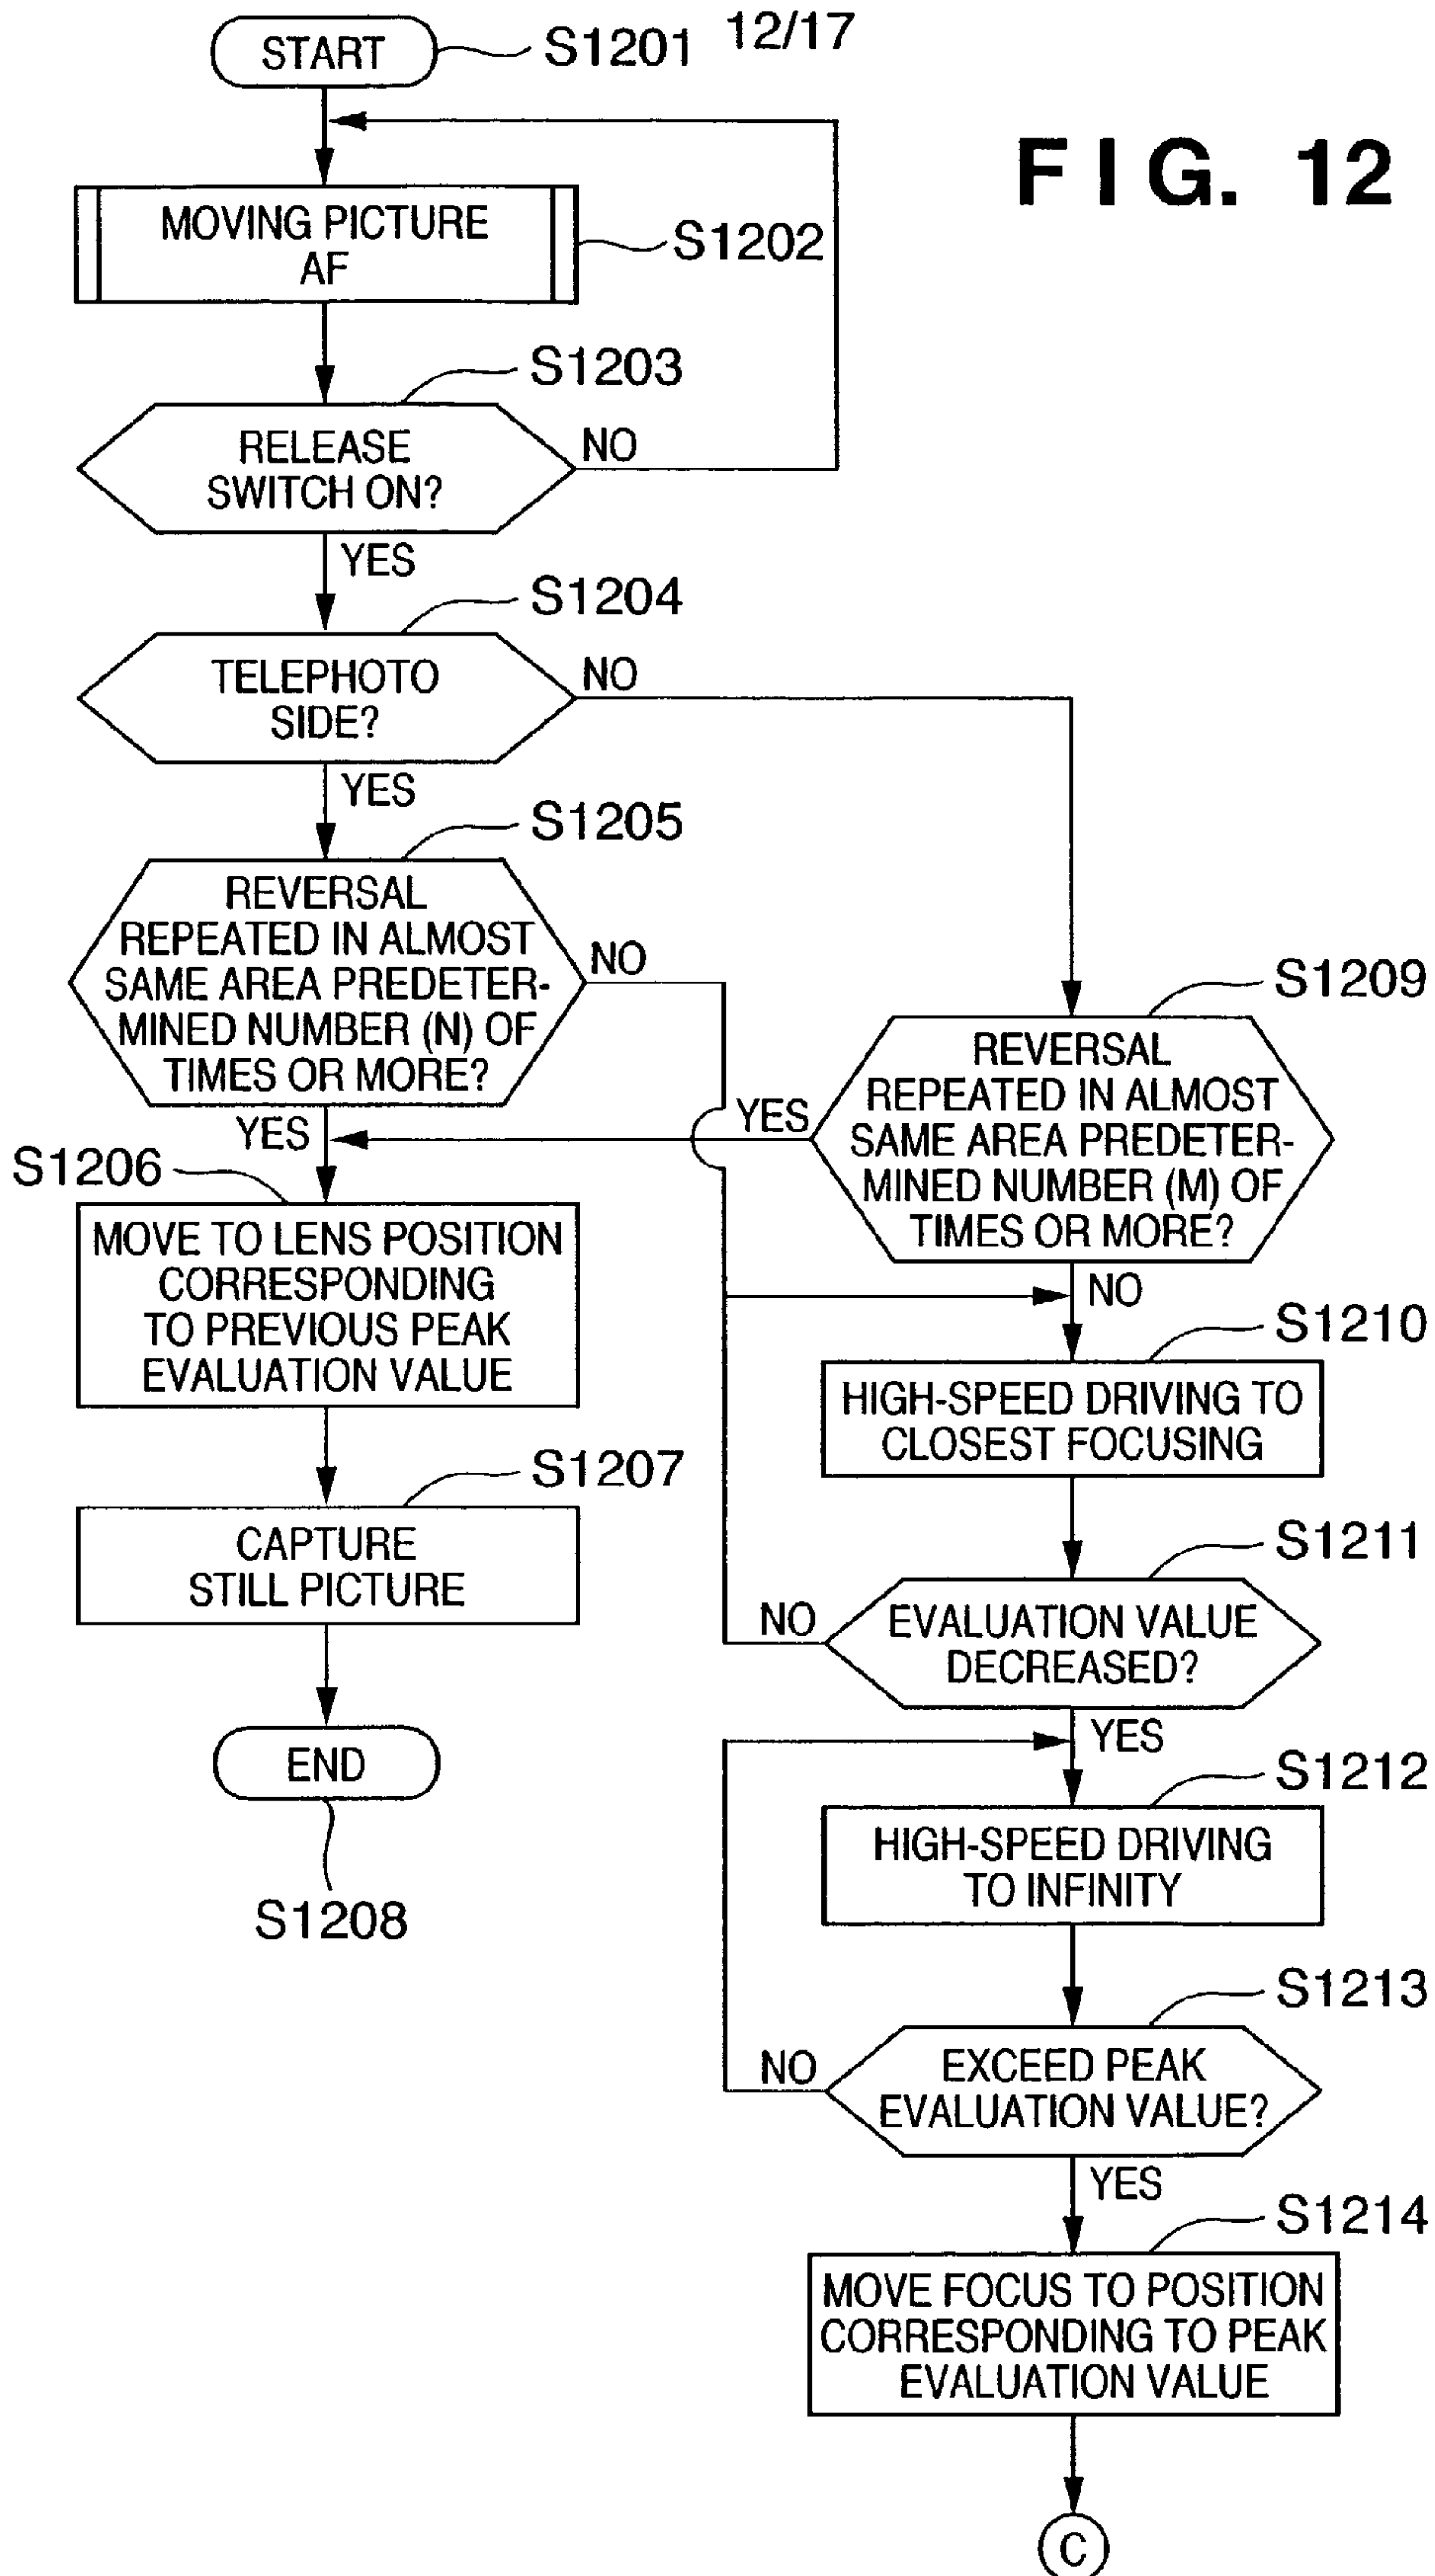 12/17
FIG. 12
START
S1201
MOVING PICTURE
AF
S1202
S1203
RELEASE
SWITCH ON?
NO
YES
S1204
TELEPHOTO
SIDE?
NO
YES
S1205
REVERSAL
REPEATED IN ALMOST
SAME AREA PREDETER-
MINED NUMBER (N) OF
TIMES OR MORE?
NO
YES
S1206
MOVE TO LENS POSITION
CORRESPONDING
TO PREVIOUS PEAK
EVALUATION VALUE
S1207
CAPTURE
STILL PICTURE
END
S1208
S1209
REVERSAL
REPEATED IN ALMOST
SAME AREA PREDETER-
MINED NUMBER (M) OF
TIMES OR MORE?
YES
NO
S1210
HIGH-SPEED DRIVING TO
CLOSEST FOCUSING
S1211
EVALUATION VALUE
DECREASED?
NO
YES
S1212
HIGH-SPEED DRIVING
TO INFINITY
S1213
EXCEED PEAK
EVALUATION VALUE?
NO
YES
S1214
MOVE FOCUS TO POSITION
CORRESPONDING TO PEAK
EVALUATION VALUE
C